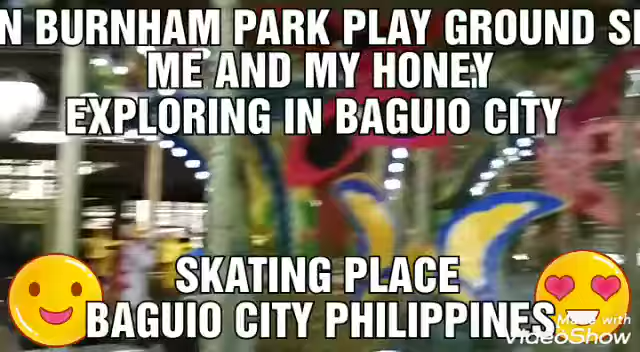 N BURNHAM PARK PLAY GROUND
ME AND MY HONEY
EXPLORING IN BAGUIO CITY
SKATING PLACE
BAGUIO CITY PHILIPPINES
Made with
VideoShow